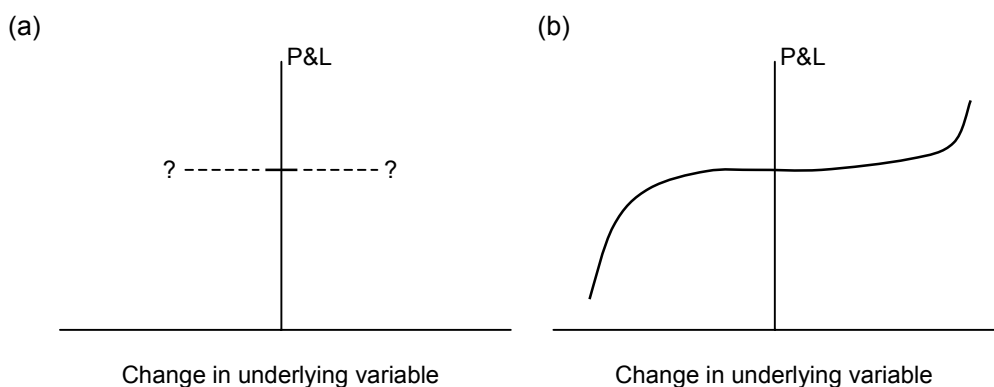 (a)
P&L
?
?
Change in underlying variable
(b)
P&L
Change in underlying variable